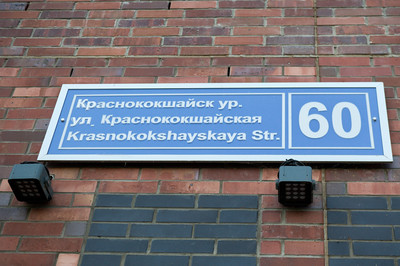 Краснококшайск ур.
ул. Краснококшайская
Krasnokokshayskaya Str.
60